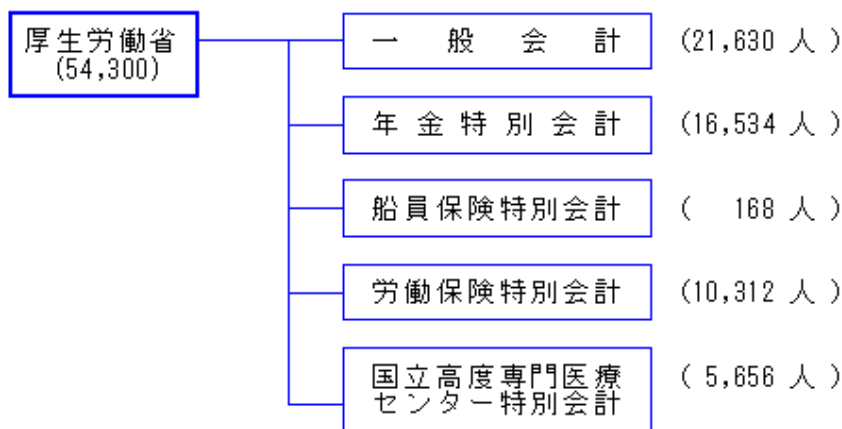 厚生労働省
(54,300)
一般会計 (21,630 人)
年金特別会計 (16,534 人)
船員保険特別会計 ( 168 人)
労働保険特別会計 (10,312 人)
国立高度専門医療
センター特別会計 ( 5,656 人)